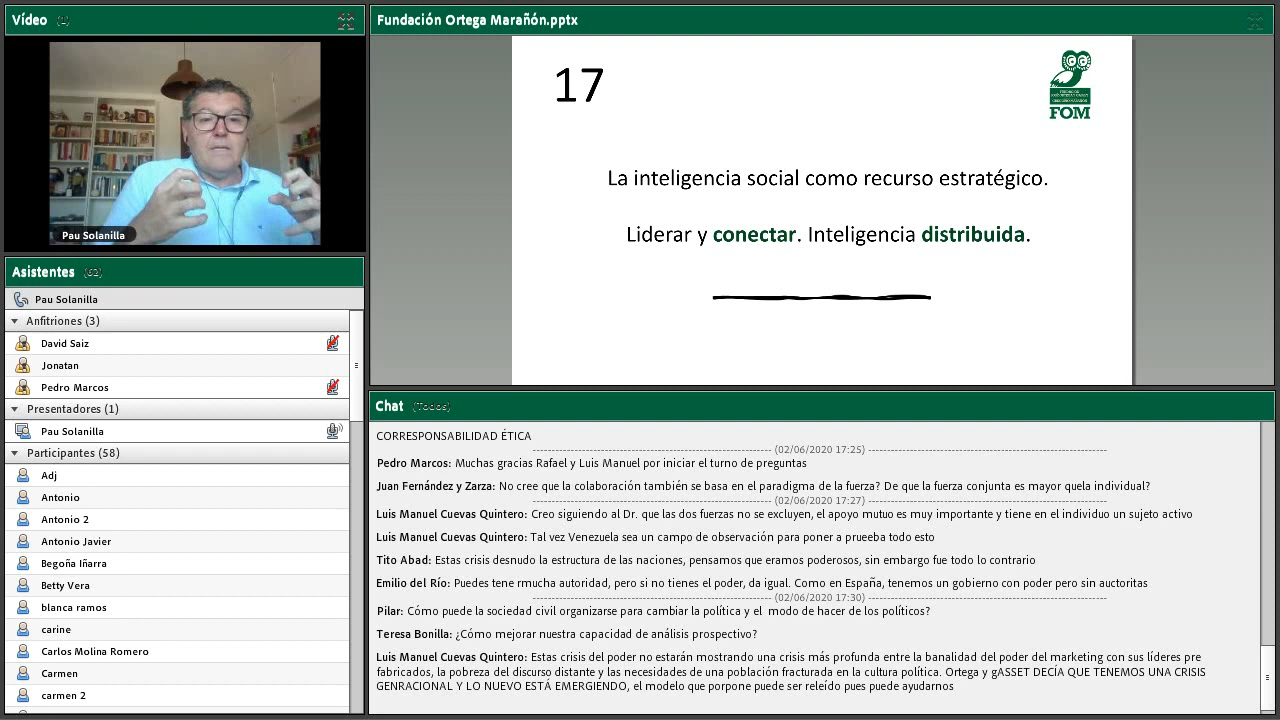 Vídeo (1)
Pau Solanilla
Asistentes (62)
Pau Solanilla
Anfitriones (3)
David Saiz
Jonatan
Pedro Marcos
Presentadores (1)
Pau Solanilla
Participantes (58)
Adj
Antonio
Antonio 2
Antonio Javier
Begoña Iñarra
Betty Vera
blanca ramos
carine
Carlos Molina Romero
Carmen
carmen 2
Fundación Ortega Marañón.pptx
17
FOM
La inteligencia social como recurso estratégico.
Liderar y conectar. Inteligencia distribuida.
Chat (Todos)
CORRESPONSABILIDAD ÉTICA
(02/06/2020 17:25)
Pedro Marcos: Muchas gracias Rafael y Luis Manuel por iniciar el turno de preguntas
Juan Fernández y Zarza: No cree que la colaboración también se basa en el paradigma de la fuerza? De que la fuerza conjunta es mayor quela individual?
(02/06/2020 17:27)
Luis Manuel Cuevas Quintero: Creo siguiendo al Dr. que las dos fuerzas no se excluyen, el apoyo mutuo es muy importante y tiene en el individuo un sujeto activo
Luis Manuel Cuevas Quintero: Tal vez Venezuela sea un campo de observación para poner a prueeba todo esto
Tito Abad: Estas crisis desnudo la estructura de las naciones, pensamos que eramos poderosos, sin embargo fue todo lo contrario
Emilio del Río: Puedes tene rmucha autoridad, pero si no tienes el poder, da igual. Como en España, tenemos un gobierno con poder pero sin auctoritas
(02/06/2020 17:30)
Pilar: Cómo puede la sociedad civil organizarse para cambiar la política y el modo de hacer de los políticos?
Teresa Bonilla: ¿Cómo mejorar nuestra capacidad de análisis prospectivo?
Luis Manuel Cuevas Quintero: Estas crisis del poder no estarán mostrando una crisis más profunda entre la banalidad del poder del marketing con sus líderes pre
fabricados, la pobreza del discurso distante y las necesidades de una población fracturada en la cultura política. Ortega y gASSET DECÍA QUE TENEMOS UNA CRISIS
GENRACIONAL Y LO NUEVO ESTÁ EMERGIENDO, el modelo que porpone puede ser releído pues puede ayudarnos